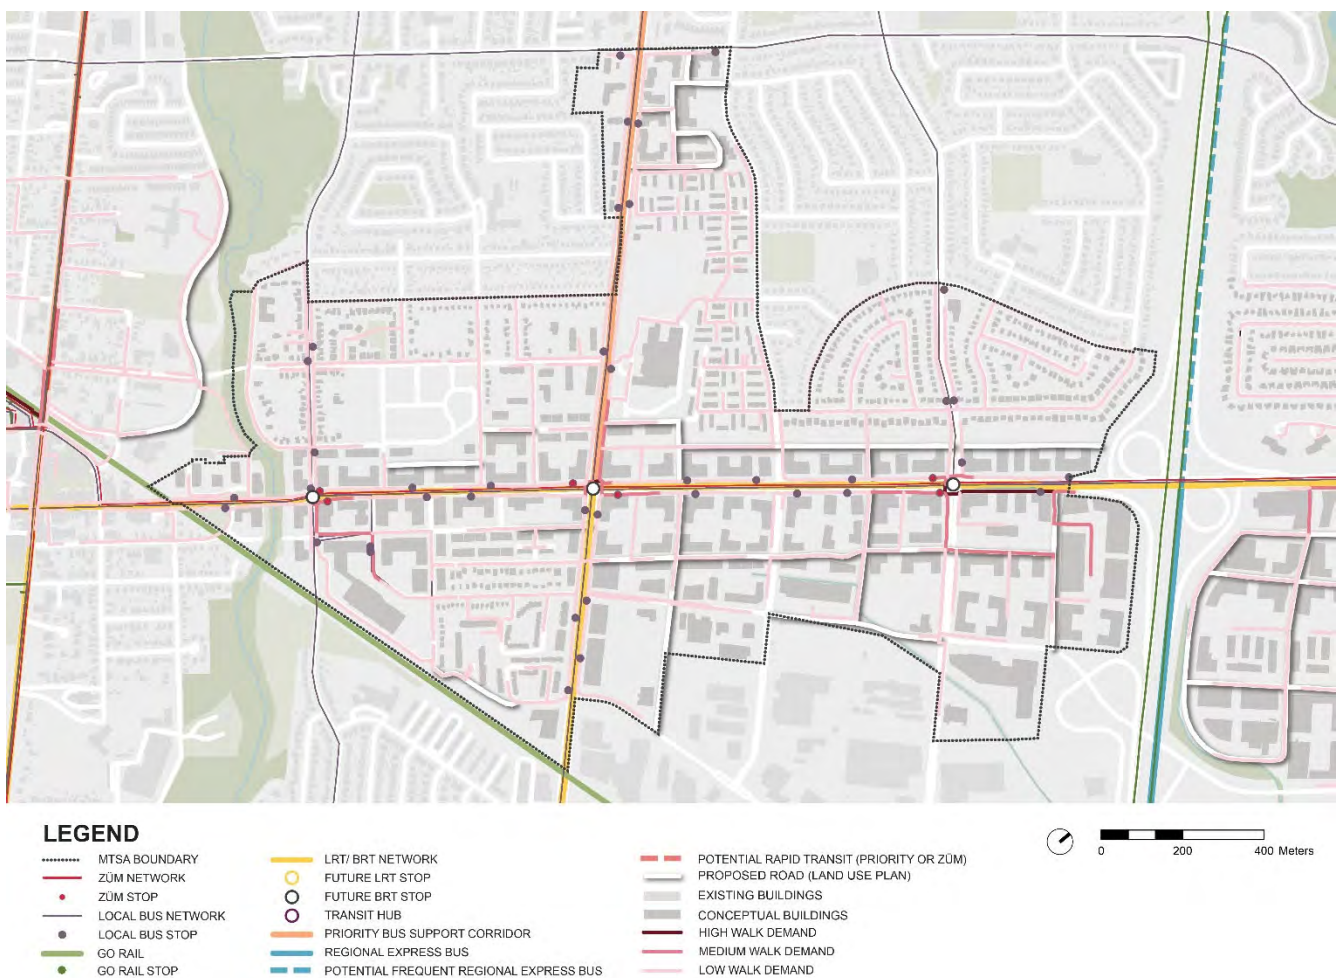 LEGEND
MTSA BOUNDARY
ZÜM NETWORK
ZÜM STOP
LOCAL BUS NETWORK
LOCAL BUS STOP
GO RAIL
GO RAIL STOP
LRT/ BRT NETWORK
FUTURE LRT STOP
FUTURE BRT STOP
TRANSIT HUB
PRIORITY BUS SUPPORT CORRIDOR
REGIONAL EXPRESS BUS
POTENTIAL FREQUENT REGIONAL EXPRESS BUS
POTENTIAL RAPID TRANSIT (PRIORITY OR ZÜM)
PROPOSED ROAD (LAND USE PLAN)
EXISTING BUILDINGS
CONCEPTUAL BUILDINGS
HIGH WALK DEMAND
MEDIUM WALK DEMAND
LOW WALK DEMAND
0 200 400 Meters